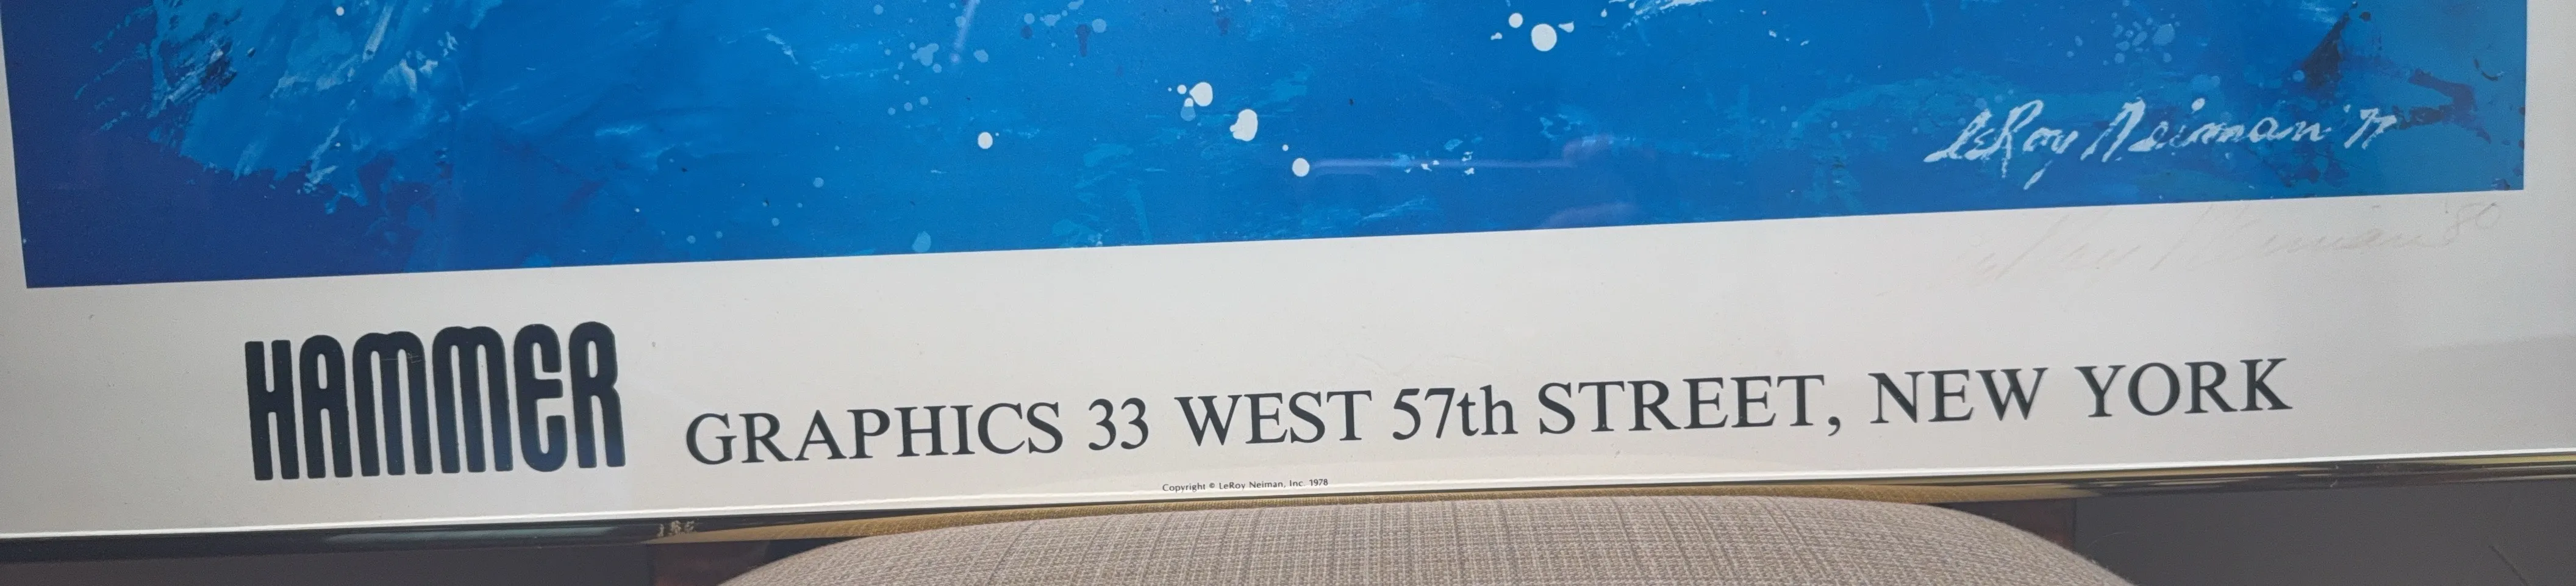 LeRoy Neiman '77
LeRoy Neiman '80
HAMMER GRAPHICS 33 WEST 57th STREET, NEW YORK
Copyright © LeRoy Neiman, Inc. 1978